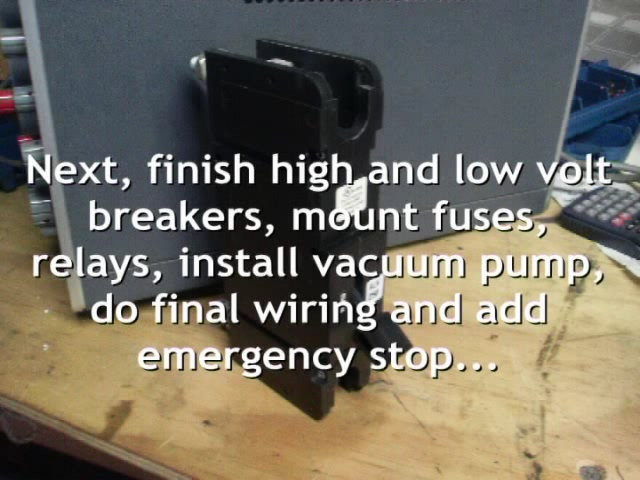 Next, finish high and low volt
breakers, mount fuses,
relays, install vacuum pump,
do final wiring and add
emergency stop...